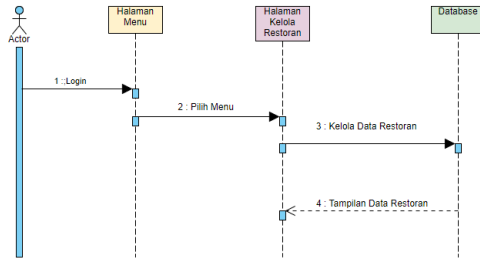 Halaman
Menu
Halaman
Kelola
Restoran
Database
Actor
1 :;Login
2 : Pilih Menu
3 : Kelola Data Restoran
4 : Tampilan Data Restoran